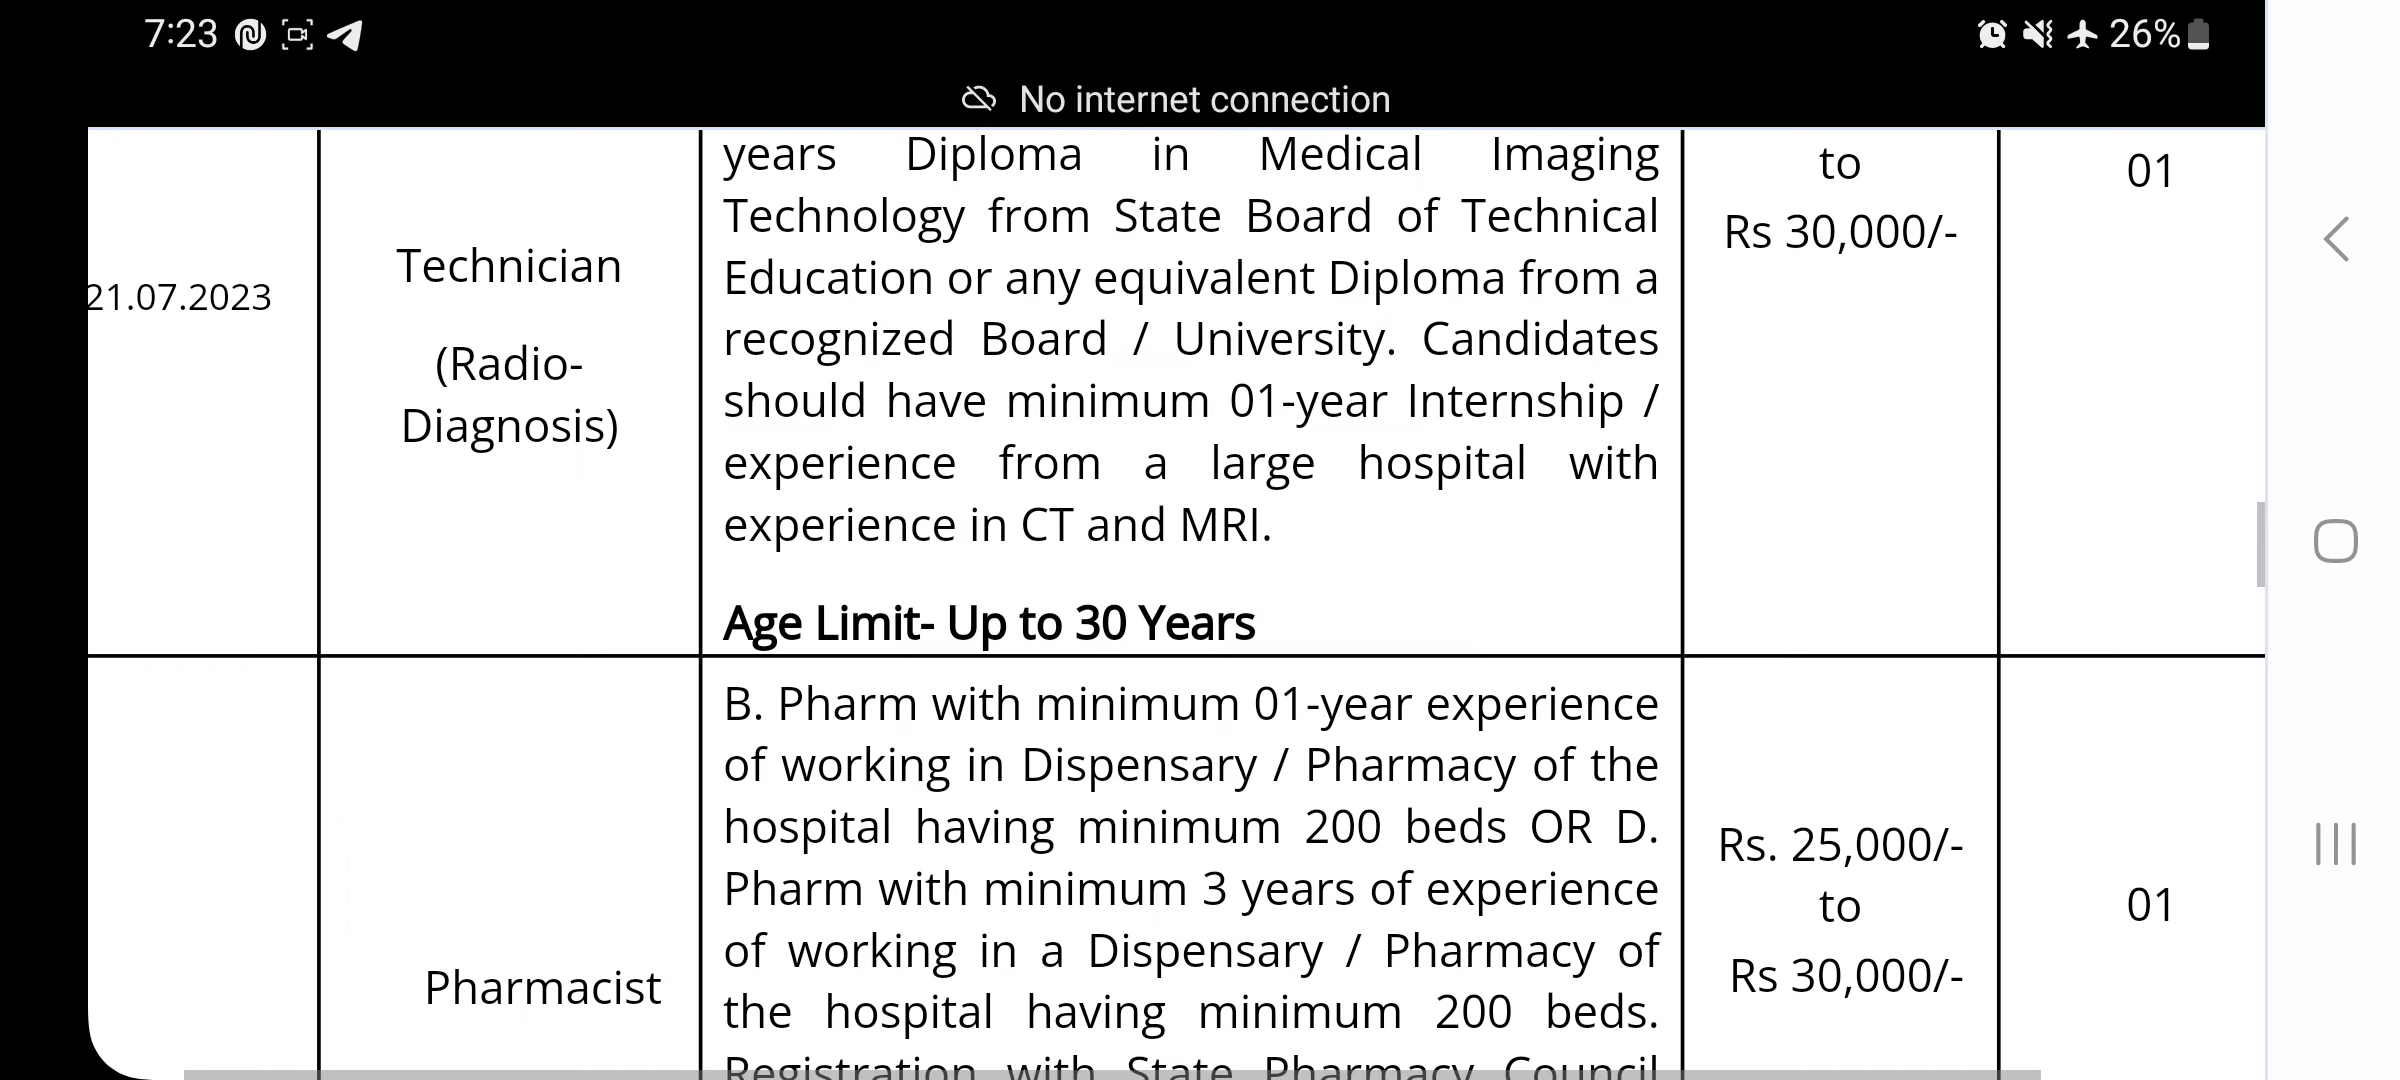 7:23
26%
No internet connection
21.07.2023
Technician
(Radio-
Diagnosis)
years Diploma in Medical Imaging
Technology from State Board of Technical
Education or any equivalent Diploma from a
recognized Board / University. Candidates
should have minimum 01-year Internship /
experience from a large hospital with
experience in CT and MRI.
Age Limit- Up to 30 Years
to
Rs 30,000/-
01
Pharmacist
B. Pharm with minimum 01-year experience
of working in Dispensary / Pharmacy of the
hospital having minimum 200 beds OR D.
Pharm with minimum 3 years of experience
of working in a Dispensary / Pharmacy of
the hospital having minimum 200 beds.
Registration with State Pharmacy Council
Rs. 25,000/-
to
Rs 30,000/-
01